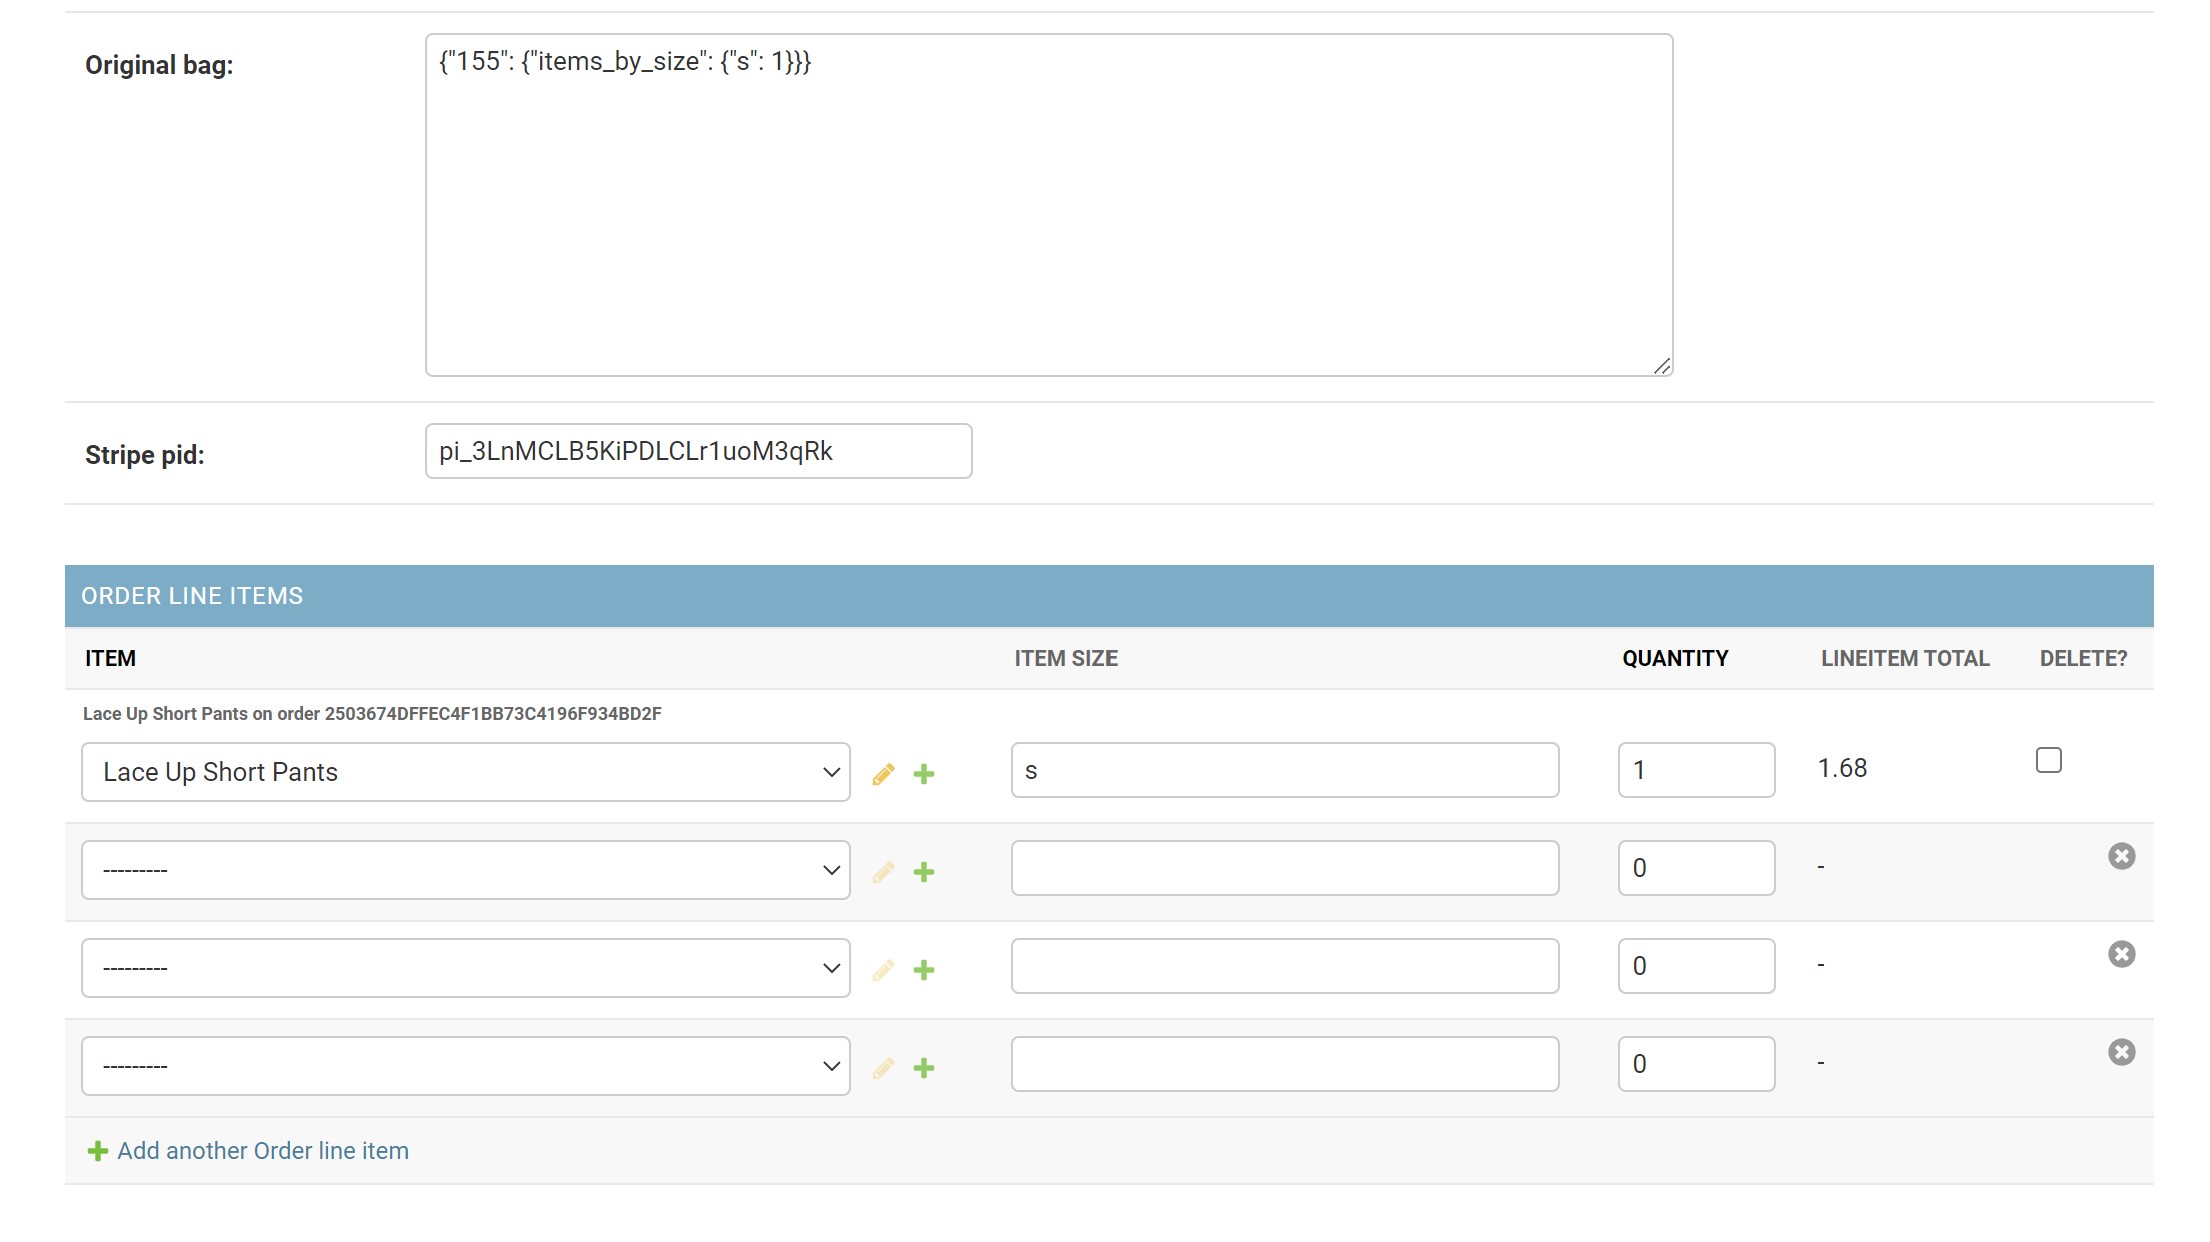 Original bag:
{"155": {"items_by_size": {"s": 1}}}
Stripe pid:
pi_3LnMCLB5KiPDLCLr1uoM3qRk
ORDER LINE ITEMS
ITEM ITEM SIZE QUANTITY LINEITEM TOTAL DELETE?
Lace Up Short Pants on order 2503674DFFEC4F1BB73C4196F934BD2F
Lace Up Short Pants s 1 1.68
--------- 0 -
--------- 0 -
--------- 0 -
Add another Order line item